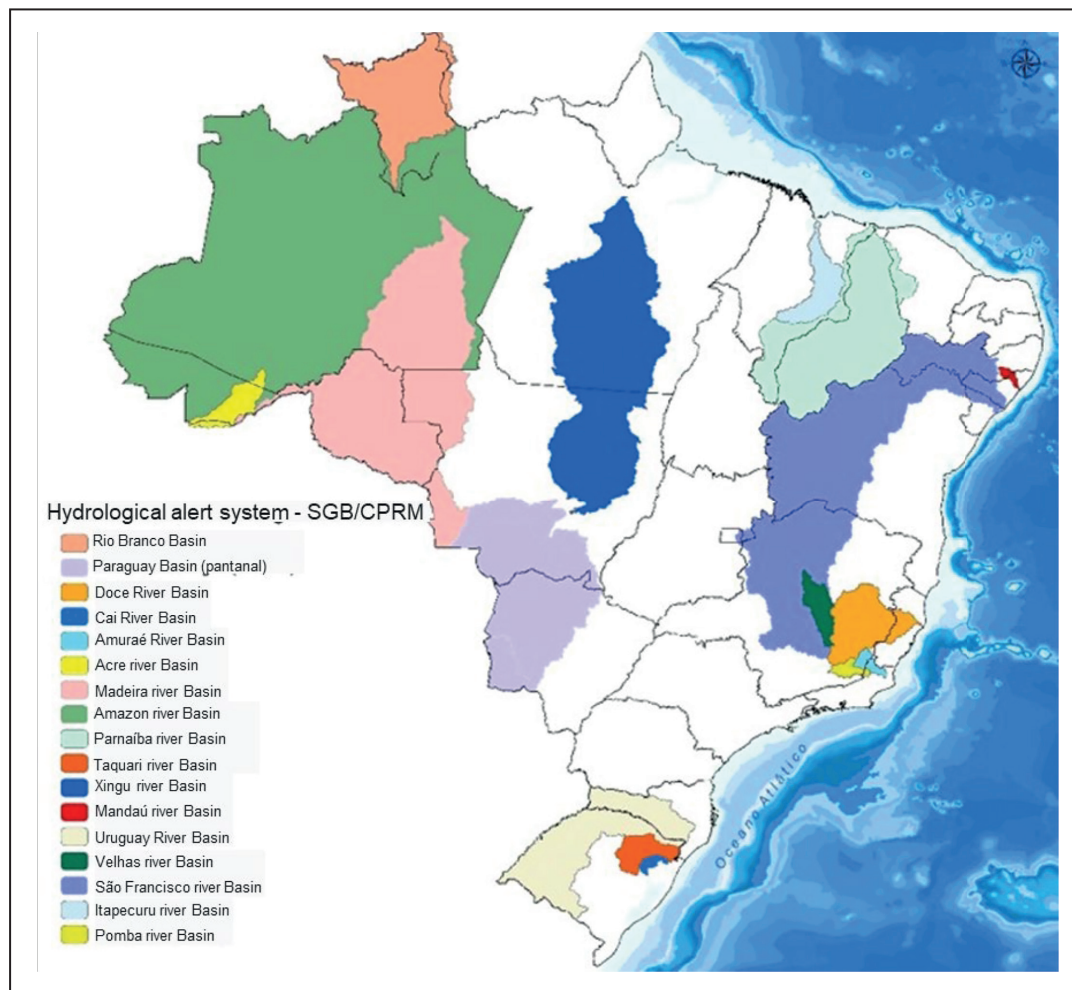 Hydrological alert system - SGB/CPRM
Rio Branco Basin
Paraguay Basin (pantanal)
Doce River Basin
Cai River Basin
Amuraé River Basin
Acre river Basin
Madeira river Basin
Amazon river Basin
Parnaíba river Basin
Taquari river Basin
Xingu river Basin
Mandaú river Basin
Uruguay River Basin
Velhas river Basin
São Francisco river Basin
Itapecuru river Basin
Pomba river Basin
Oceano Atlático